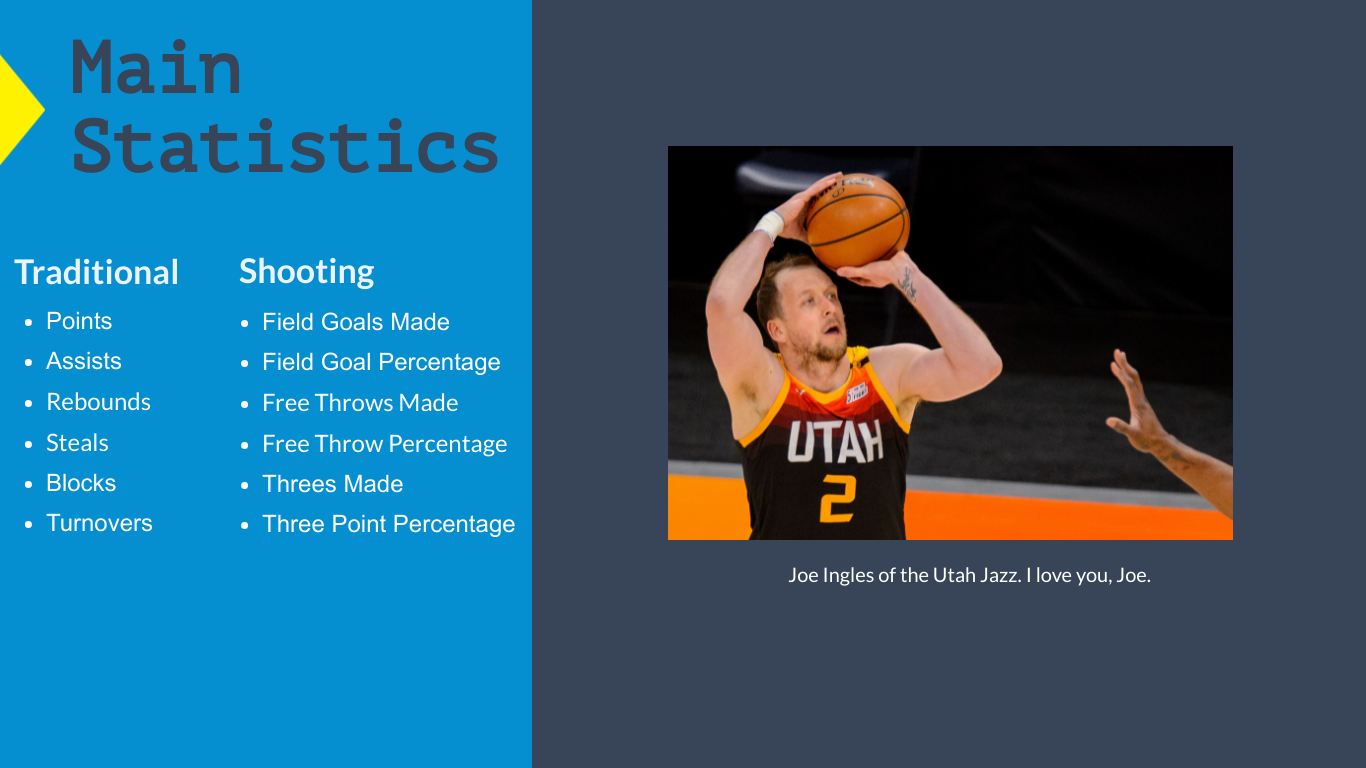 Main
Statistics
Traditional
• Points
• Assists
• Rebounds
• Steals
• Blocks
• Turnovers
Shooting
• Field Goals Made
• Field Goal Percentage
• Free Throws Made
• Free Throw Percentage
• Threes Made
• Three Point Percentage
UTAH
2
Joe Ingles of the Utah Jazz. I love you, Joe.